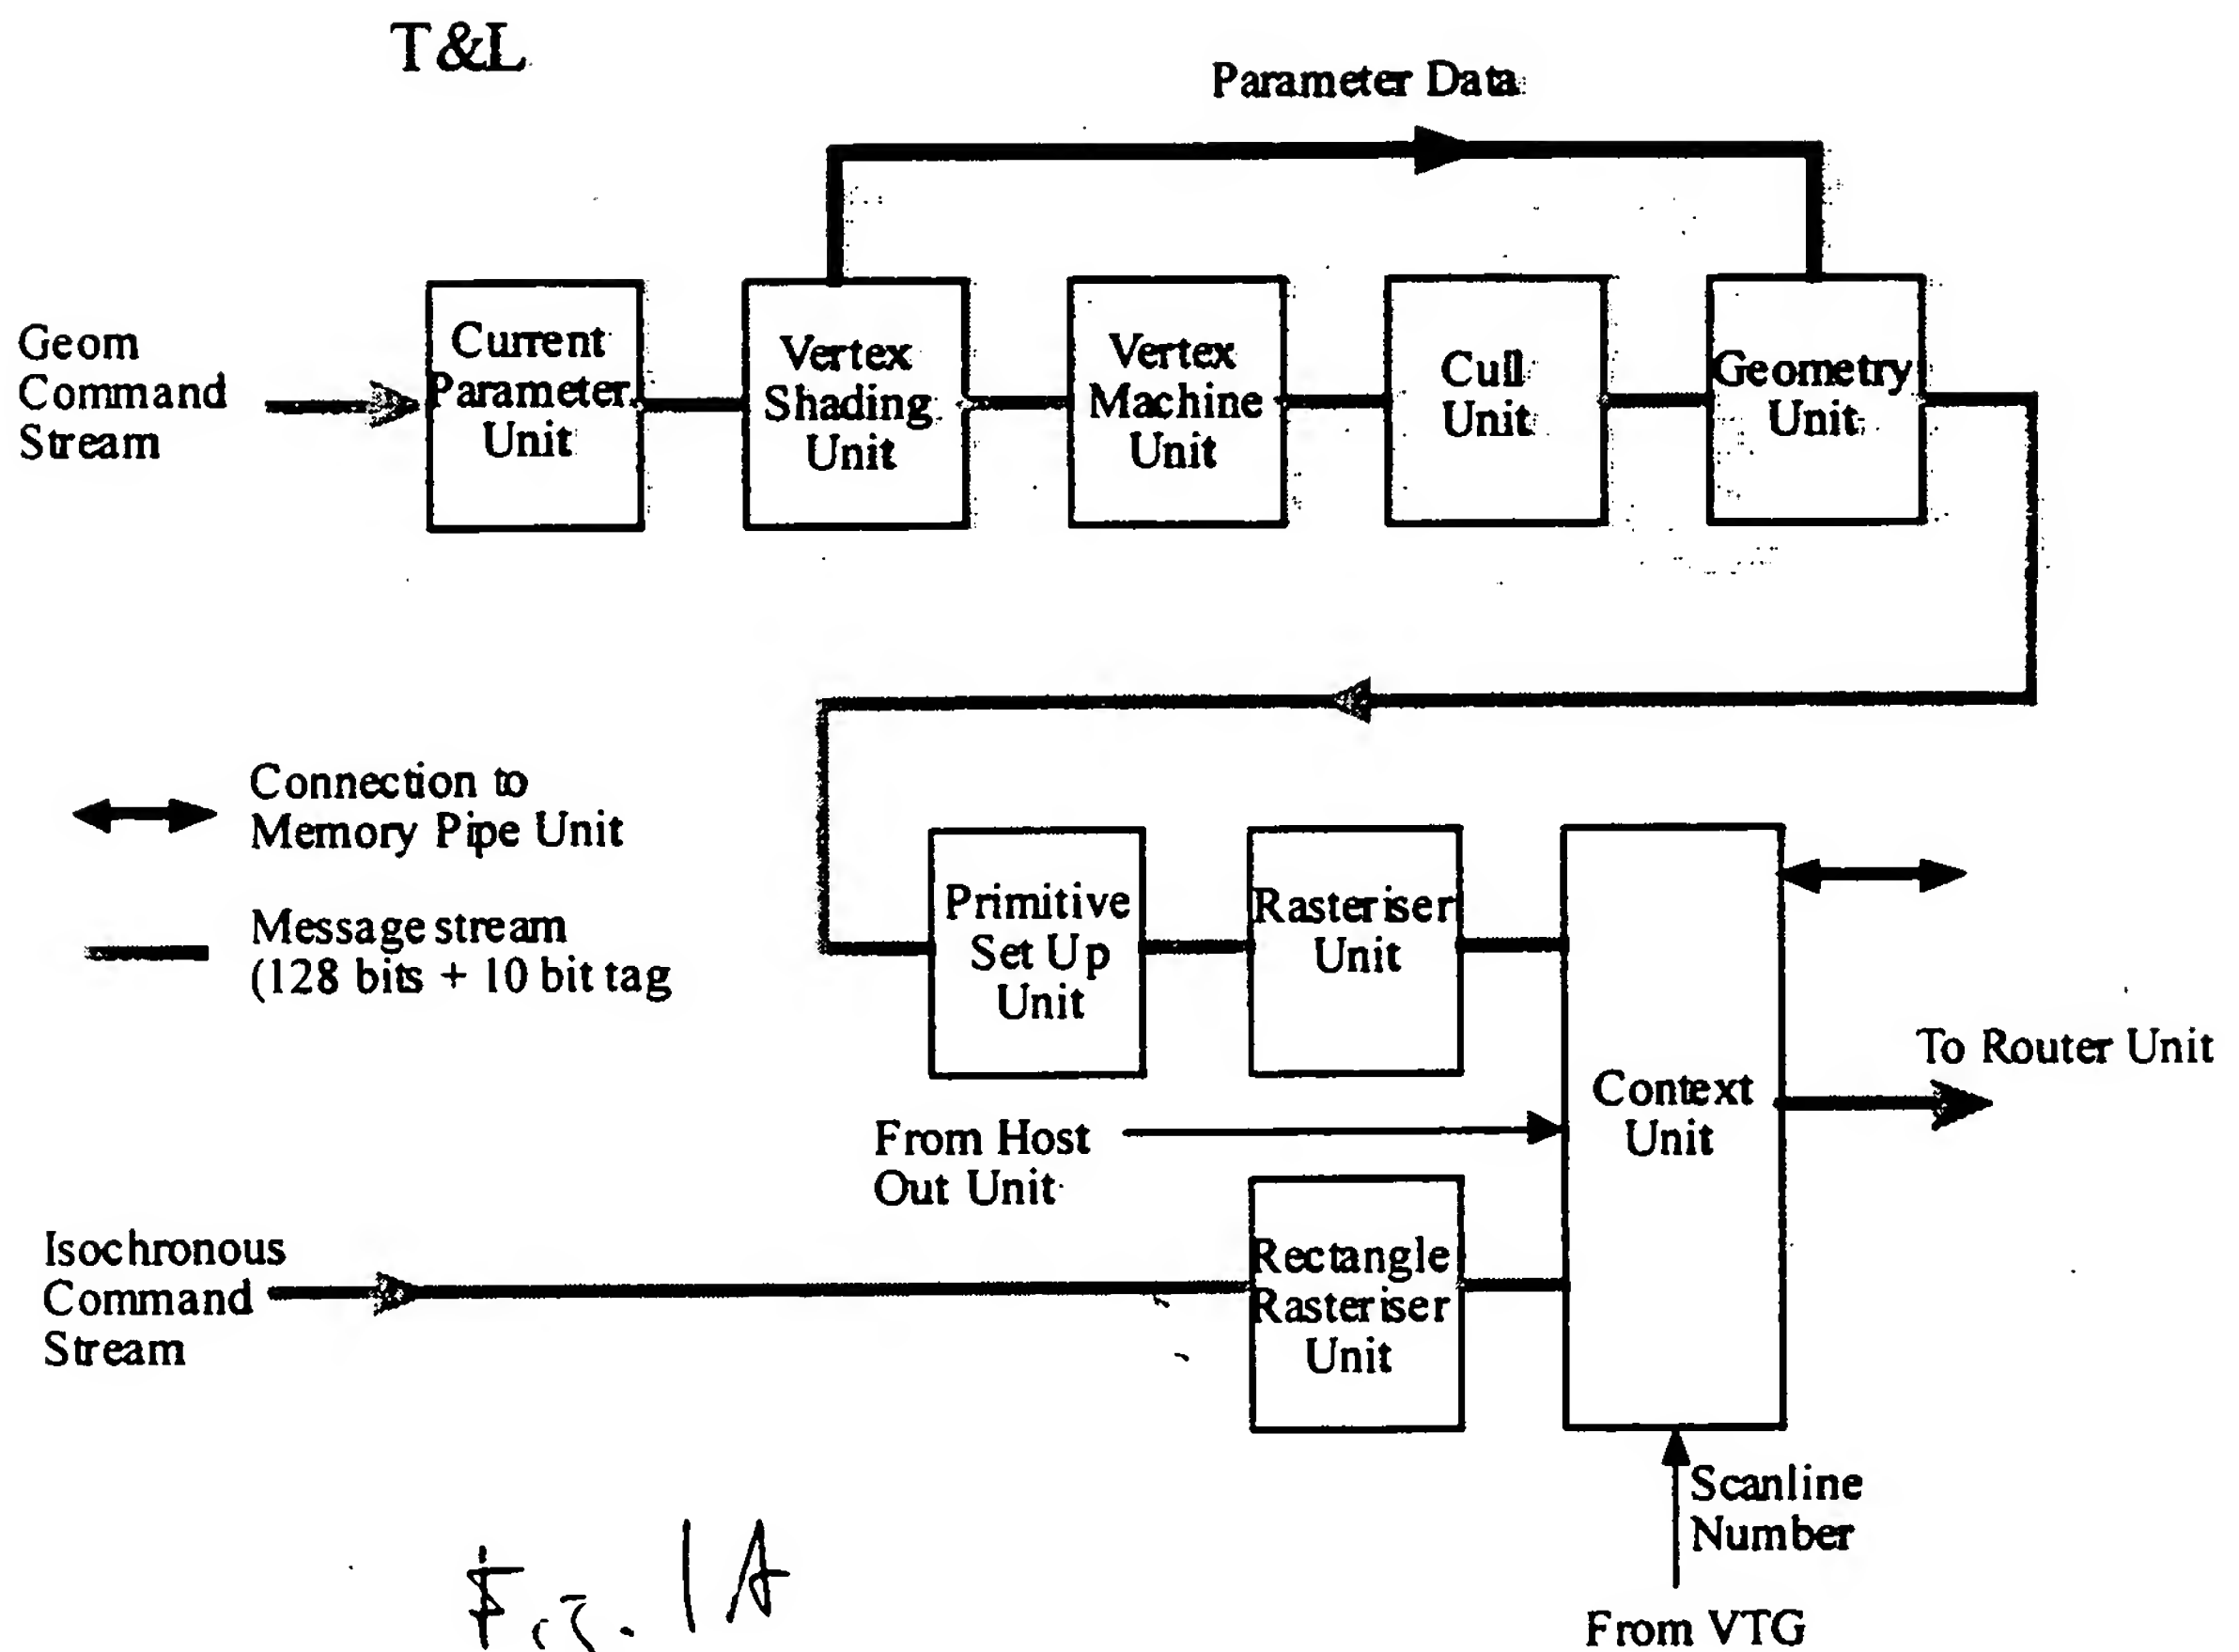 T&L
Parameter Data
Geom
Command
Stream
Current
Parameter
Unit
Vertex
Shading
Unit
Vertex
Machine
Unit
Cull
Unit
Geometry
Unit
Connection to
Memory Pipe Unit
Message stream
(128 bits + 10 bit tag
Primitive
Set Up
Unit
Rasteriser
Unit
Context
Unit
To Router Unit
From Host
Out Unit
Isochronous
Command
Stream
Rectangle
Rasteriser
Unit
Scanline
Number
From VTG
Fig. 1A